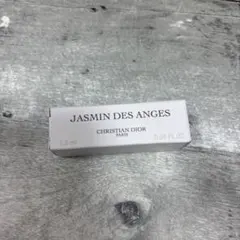 JASMIN DES ANGES
CHRISTIAN DIOR
PARIS